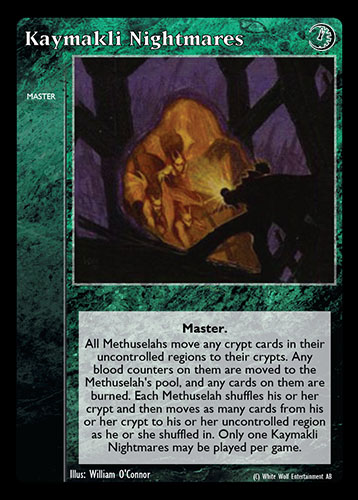 Kaymakli Nightmares
MASTER
Master.
All Methuselahs move any crypt cards in their
uncontrolled regions to their crypts. Any
blood counters on them are moved to the
Methuselah's pool, and any cards on them are
burned. Each Methuselah shuffles his or her
crypt and then moves as many cards from his
or her crypt to his or her uncontrolled region
as he or she shuffled in. Only one Kaymakli
Nightmares may be played per game.
Illus: William O'Connor
(C) White Wolf Entertainment AB